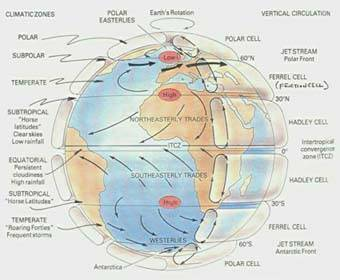 CLIMATIC ZONES
POLAR
EASTERLIES
Earth's Rotation
VERTICAL CIRCULATION
POLAR
POLAR CELL
SUBPOLAR
Low
60°N
JET STREAM
Polar Front
TEMPERATE
FERREL CELL
High
30°N
SUBTROPICAL
"Horse
latitudes"
Clear skies
Low rainfall
NORTHEASTERLY TRADES
HADLEY CELL
ITCZ
0°
Intertropical
convergence
zone (ITCZ)
EQUATORIAL
Persistent
cloudiness
High rainfall
SOUTHEASTERLY TRADES
HADLEY CELL
SUBTROPICAL
"Horse Latitudes"
High
30°S
TEMPERATE
"Roaring Forties"
Frequent storms
FERREL CELL
WESTERLIES
60°S
JET STREAM
Antarctic Front
Antarctica
POLAR CELL